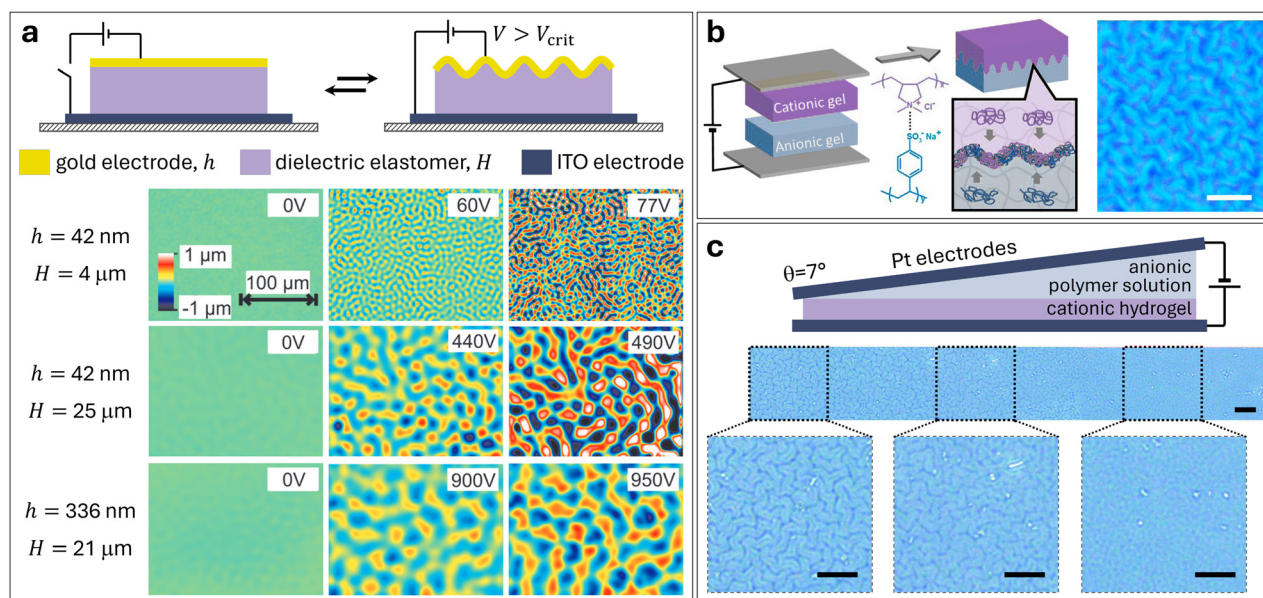 a
V > V_crit
gold electrode, h
dielectric elastomer, H
ITO electrode
h = 42 nm
H = 4 μm
0V
1 μm
-1 μm
100 μm
60V
77V
h = 42 nm
H = 25 μm
0V
440V
490V
h = 336 nm
H = 21 μm
0V
900V
950V
b
Cationic gel
Anionic gel
x
N+
Cl-
SO3- Na+
y
c
θ=7°
Pt electrodes
anionic
polymer solution
cationic hydrogel